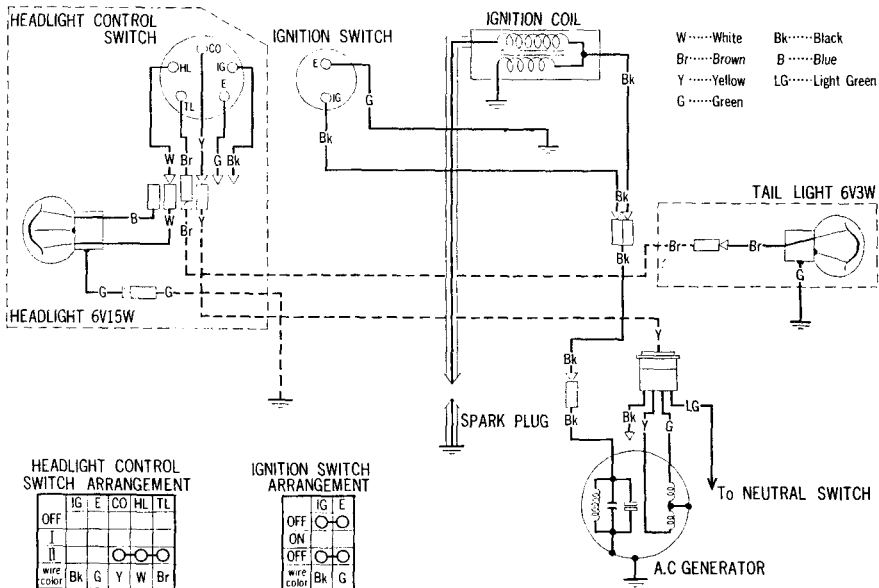 HEADLIGHT CONTROL
SWITCH
CO
HL
IG
E
TL
W
Br
Y
G
Bk
B
W
Br
Y
G
G
HEADLIGHT 6V15W
IGNITION SWITCH
E
IG
G
Bk
IGNITION COIL
Bk
W ······White Bk ······Black
Br ······Brown B ······Blue
Y ······Yellow LG ······Light Green
G ······Green
Bk
Bk
TAIL LIGHT 6V3W
Br
Br
G
Y
Bk
Bk
SPARK PLUG
Bk
Y
G
LG
To NEUTRAL SWITCH
A.C GENERATOR
HEADLIGHT CONTROL
SWITCH ARRANGEMENT
IG E CO HL TL
OFF
I
II
wire color Bk G Y W Br
IGNITION SWITCH
ARRANGEMENT
IG E
OFF
ON
OFF
wire color Bk G